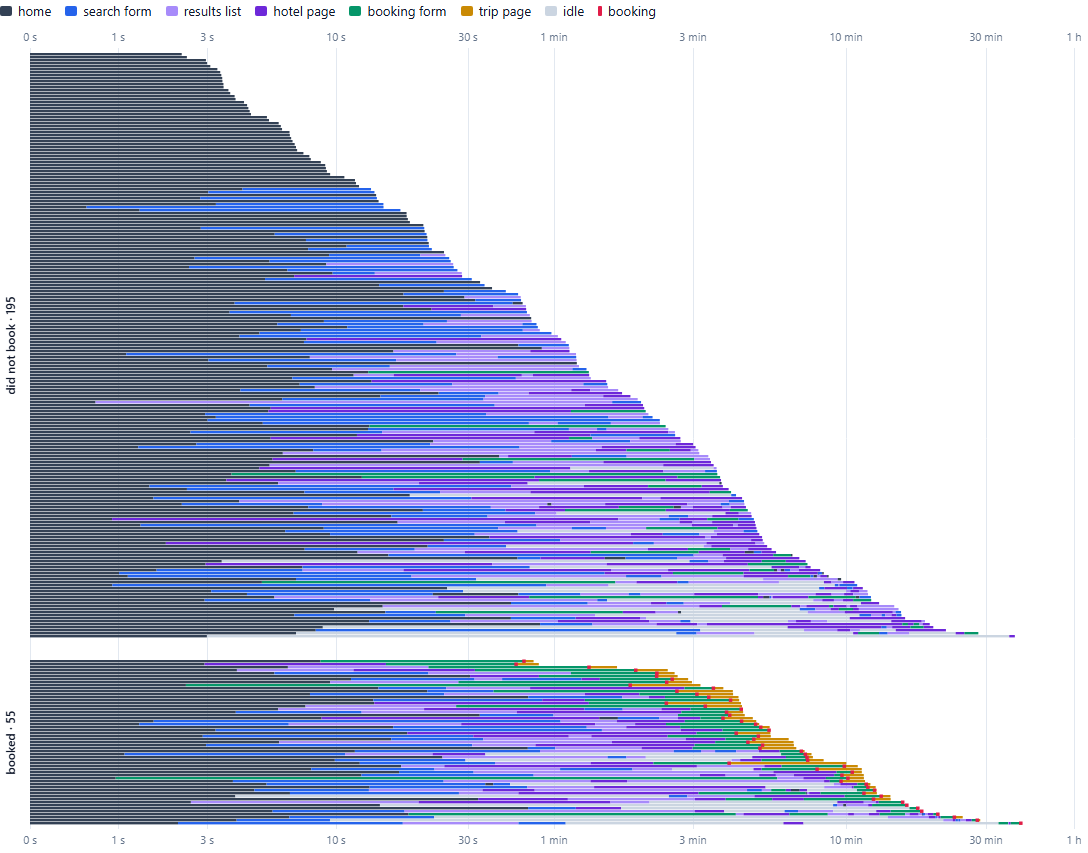 home search form results list hotel page booking form trip page idle booking
0 s 1 s 3 s 10 s 30 s 1 min 3 min 10 min 30 min 1 h
did not book · 195
booked · 55
0 s 1 s 3 s 10 s 30 s 1 min 3 min 10 min 30 min 1 h